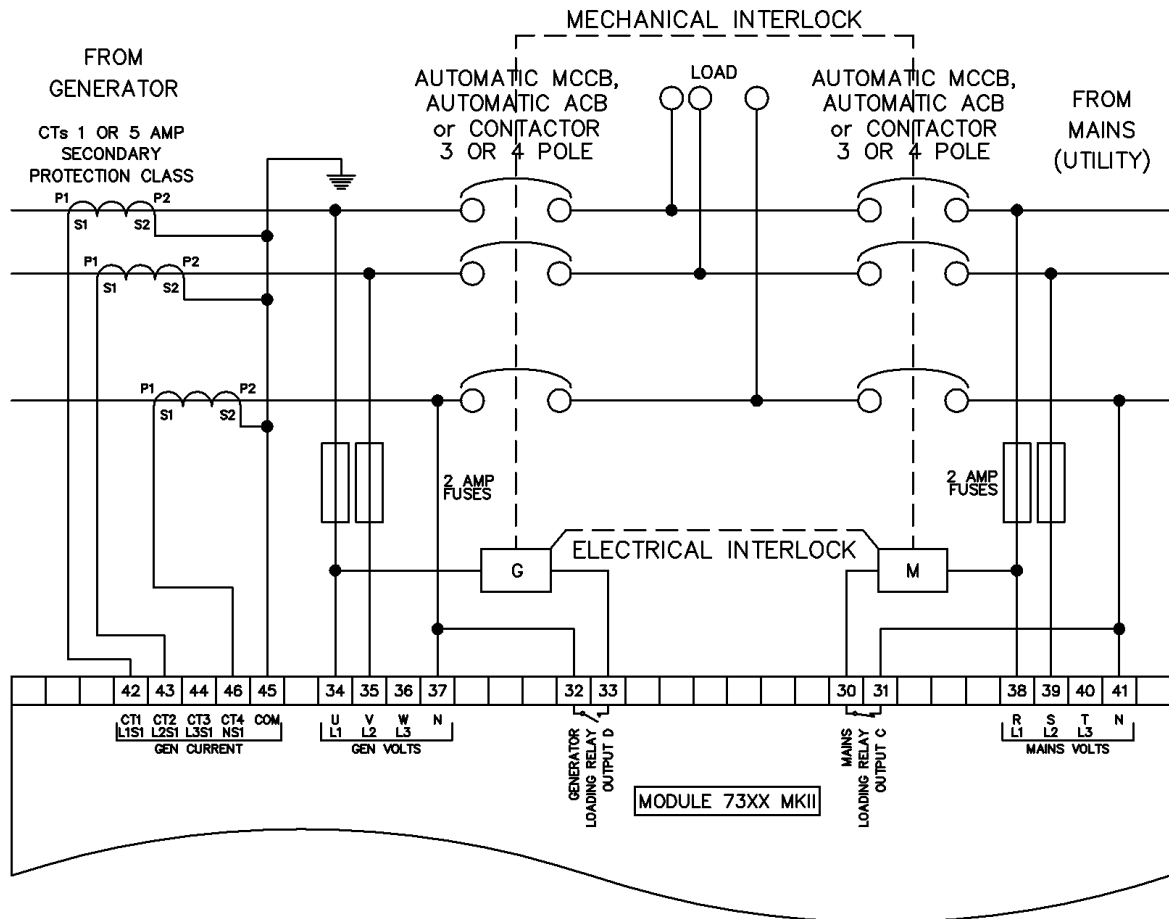 MECHANICAL INTERLOCK
FROM
GENERATOR
CTs 1 OR 5 AMP
SECONDARY
PROTECTION CLASS
AUTOMATIC MCCB,
AUTOMATIC ACB
or CONTACTOR
3 OR 4 POLE
LOAD
AUTOMATIC MCCB,
AUTOMATIC ACB
or CONTACTOR
3 OR 4 POLE
FROM
MAINS
(UTILITY)
P1 P2
S1 S2
P1 P2
S1 S2
P1 P2
S1 S2
2 AMP
FUSES
2 AMP
FUSES
ELECTRICAL INTERLOCK
G
M
42 43 44 46 45 34 35 36 37 32 33 30 31 38 39 40 41
CT1 CT2 CT3 CT4 COM
L1S1 L2S1 L3S1 NS1
GEN CURRENT
U V W N
L1 L2 L3
GEN VOLTS
GENERATOR
LOADING RELAY
OUTPUT D
MAINS
LOADING RELAY
OUTPUT C
R S T N
L1 L2 L3
MAINS VOLTS
MODULE 73XX MKII